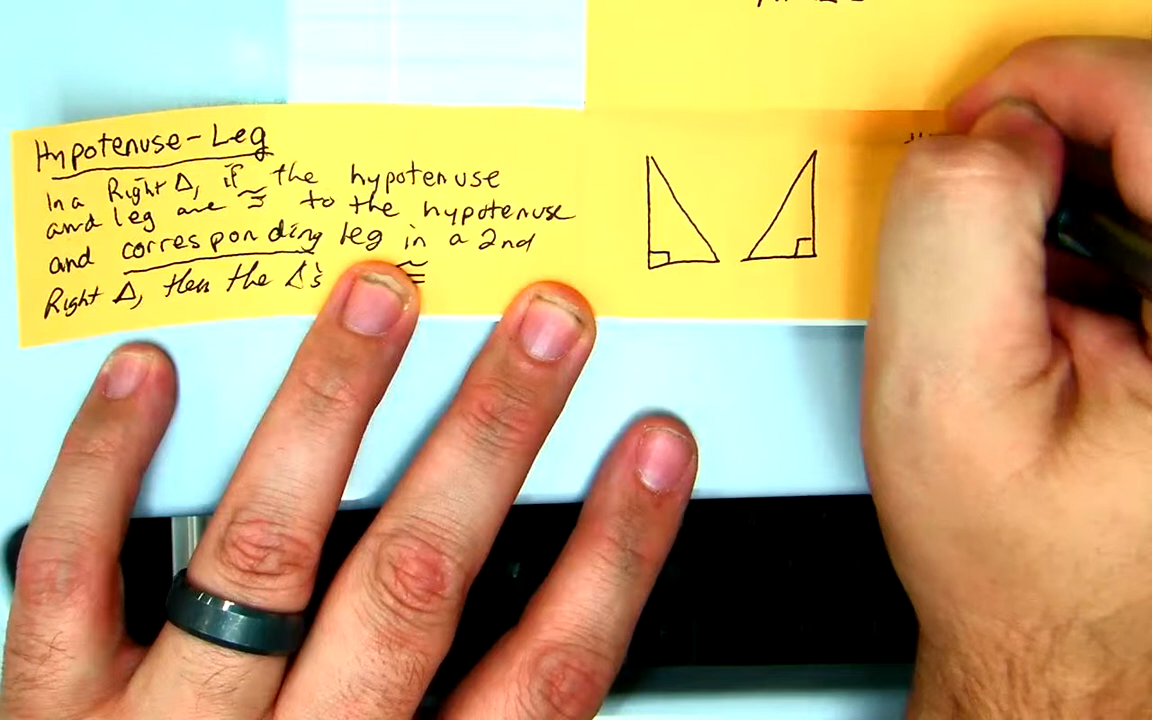 Hypotenuse-Leg
In a Right Δ, if the hypotenuse
and leg are ≅ to the hypotenuse
and corresponding leg in a 2nd
Right Δ, then the Δ's ≅